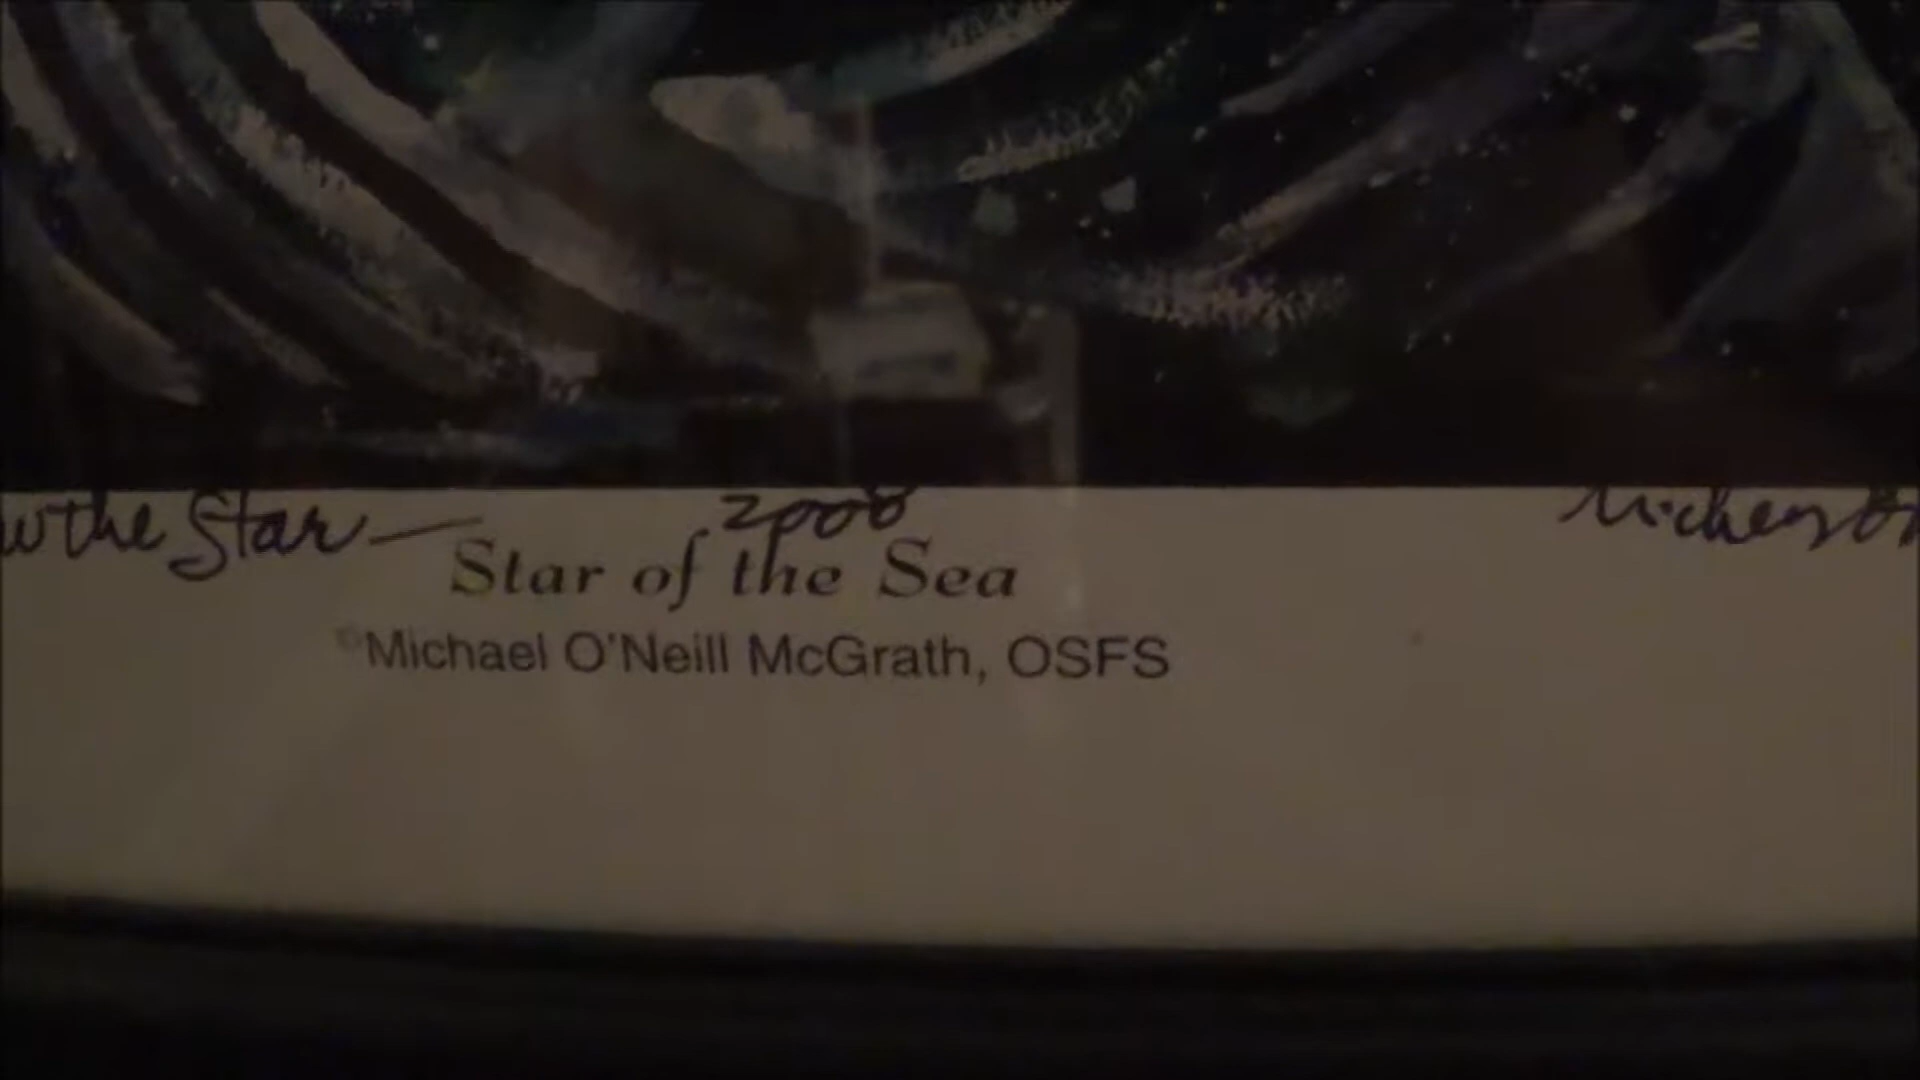 the Star — 2008
Star of the Sea
©Michael O'Neill McGrath, OSFS